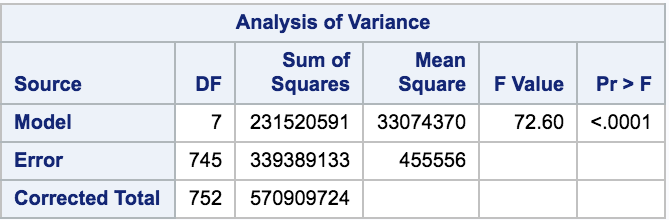 Analysis of Variance
Source DF Sum of Squares Mean Square F Value Pr > F
Model 7 231520591 33074370 72.60 <.0001
Error 745 339389133 455556
Corrected Total 752 570909724